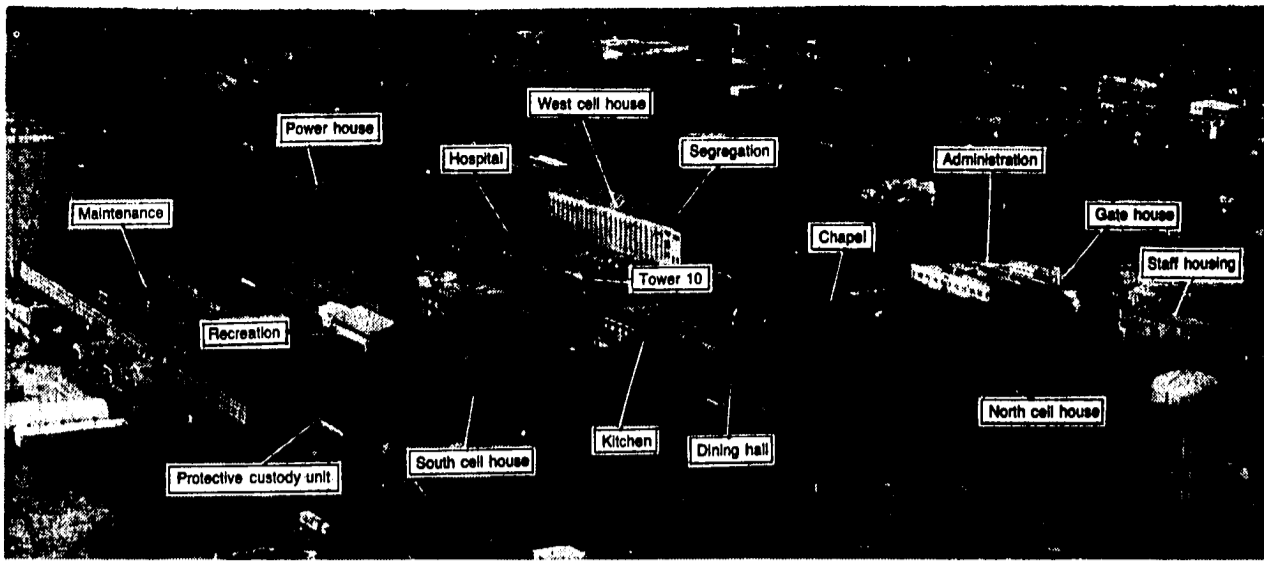 West cell house
Power house
Hospital
Segregation
Administration
Maintenance
Gate house
Chapel
Staff housing
Tower 10
Recreation
North cell house
Kitchen
Dining hall
South cell house
Protective custody unit